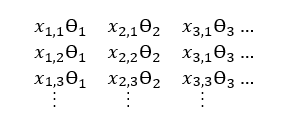 x₁,₁ϴ₁ x₂,₁ϴ₂ x₃,₁ϴ₃ ...
x₁,₂ϴ₁ x₂,₂ϴ₂ x₃,₁ϴ₃ ...
x₁,₃ϴ₁ x₂,₃ϴ₂ x₃,₃ϴ₃ ...
⋮ ⋮ ⋮